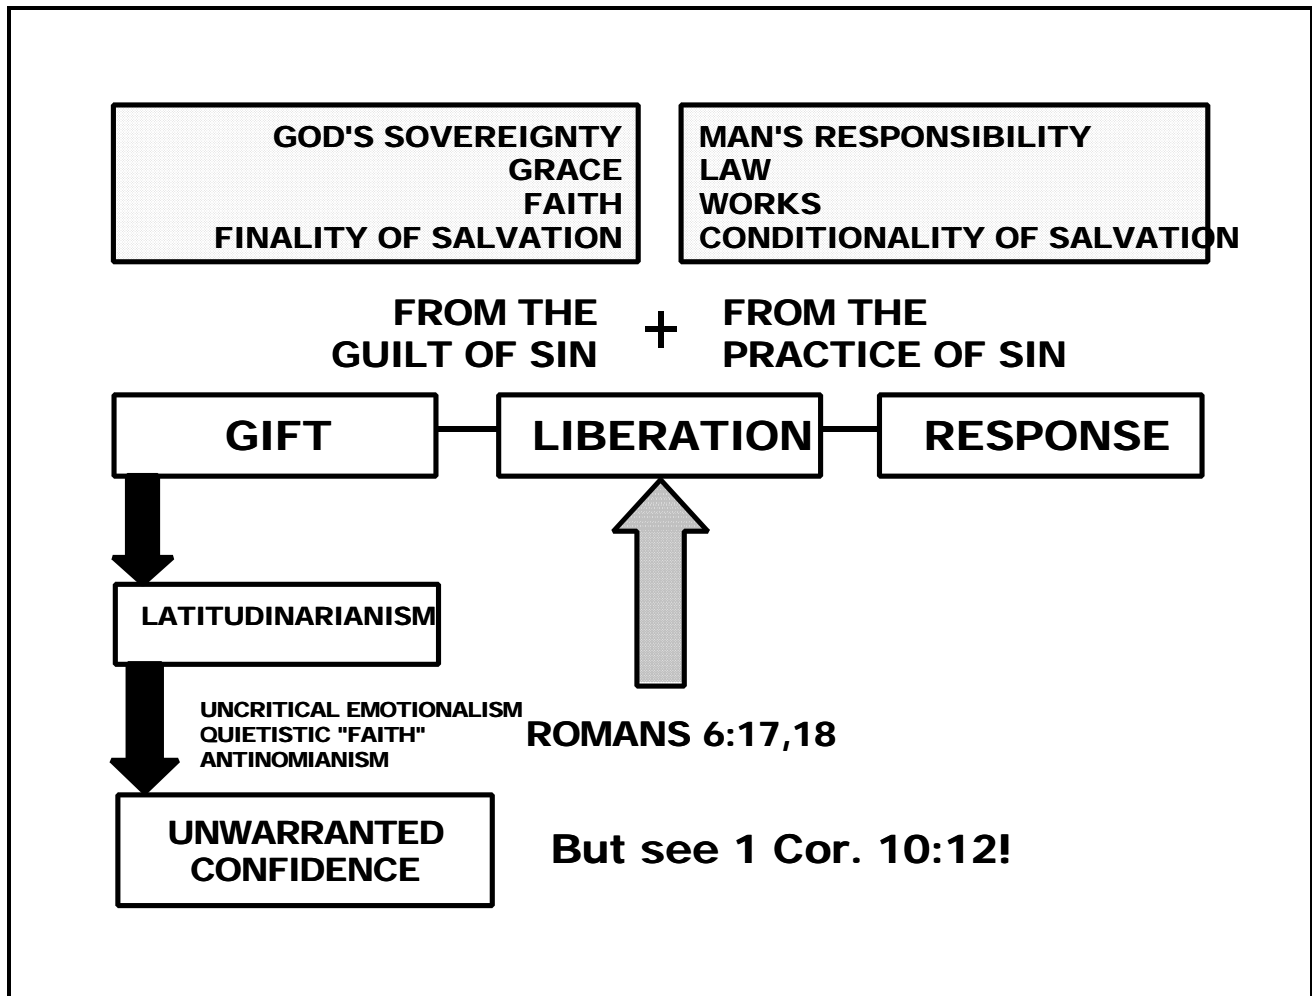 GOD'S SOVEREIGNTY
GRACE
FAITH
FINALITY OF SALVATION
MAN'S RESPONSIBILITY
LAW
WORKS
CONDITIONALITY OF SALVATION
FROM THE
GUILT OF SIN
+
FROM THE
PRACTICE OF SIN
GIFT
LIBERATION
RESPONSE
LATITUDINARIANISM
UNCRITICAL EMOTIONALISM
QUIETISTIC "FAITH"
ANTINOMIANISM
ROMANS 6:17,18
UNWARRANTED
CONFIDENCE
But see 1 Cor. 10:12!